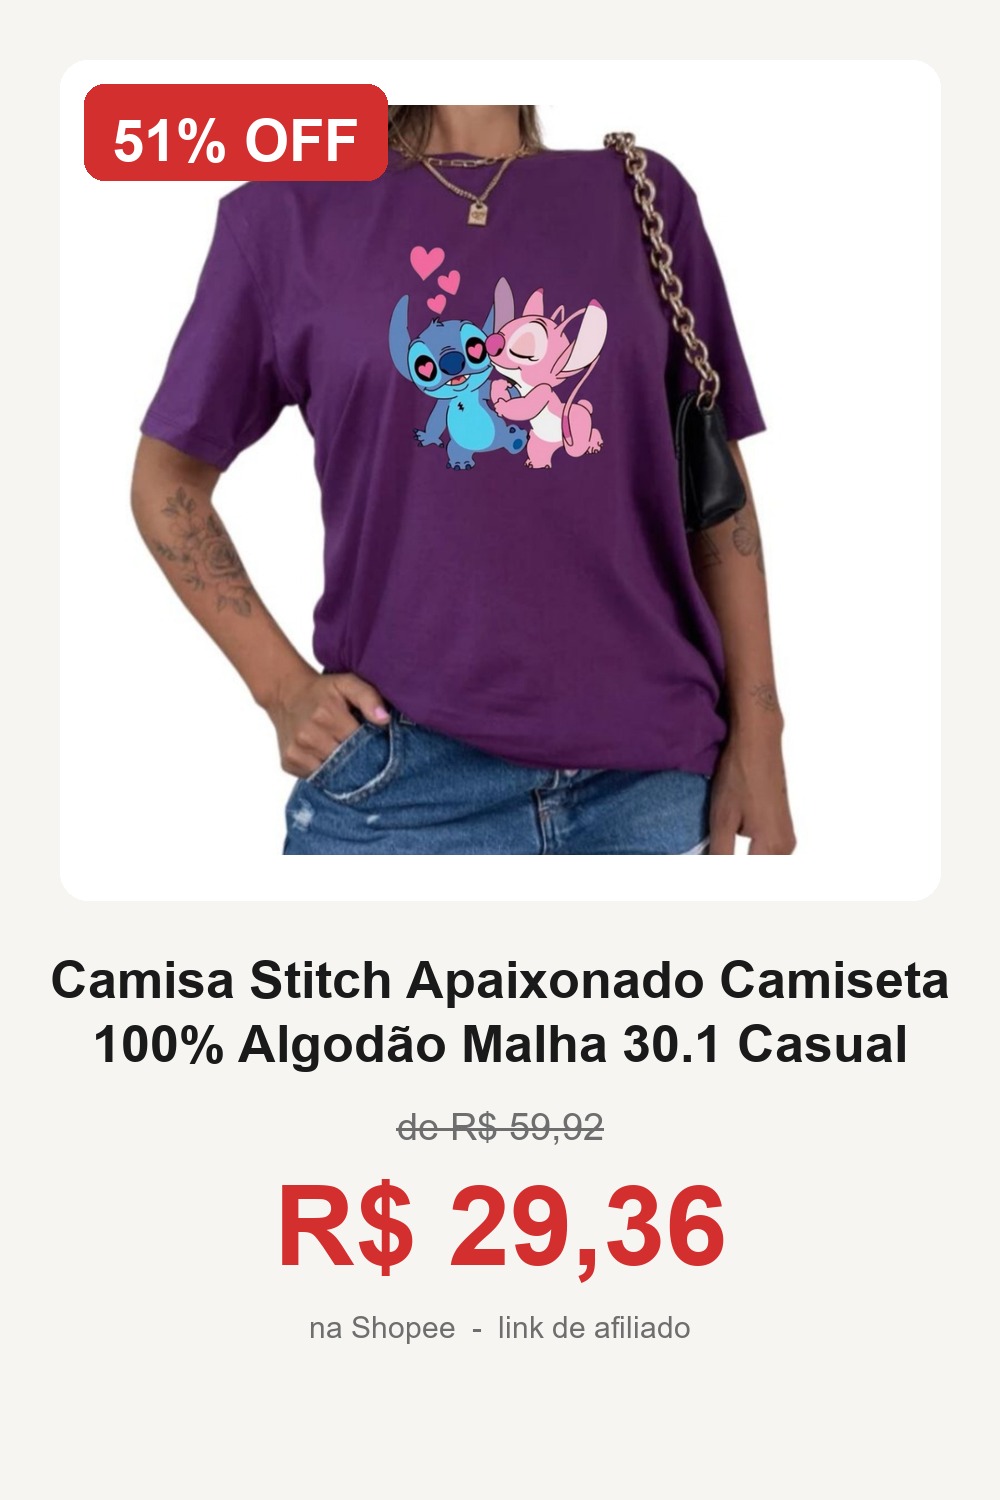 51% OFF
Camisa Stitch Apaixonado Camiseta
100% Algodão Malha 30.1 Casual
de R$ 59,92
R$ 29,36
na Shopee - link de afiliado